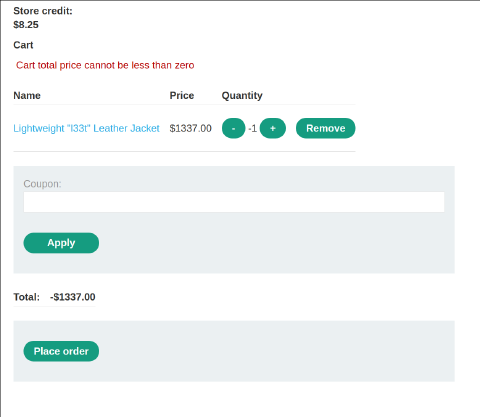 Store credit:
$8.25
Cart
Cart total price cannot be less than zero
Name Price Quantity
Lightweight "l33t" Leather Jacket $1337.00 - -1 + Remove
Coupon:
Apply
Total: -$1337.00
Place order